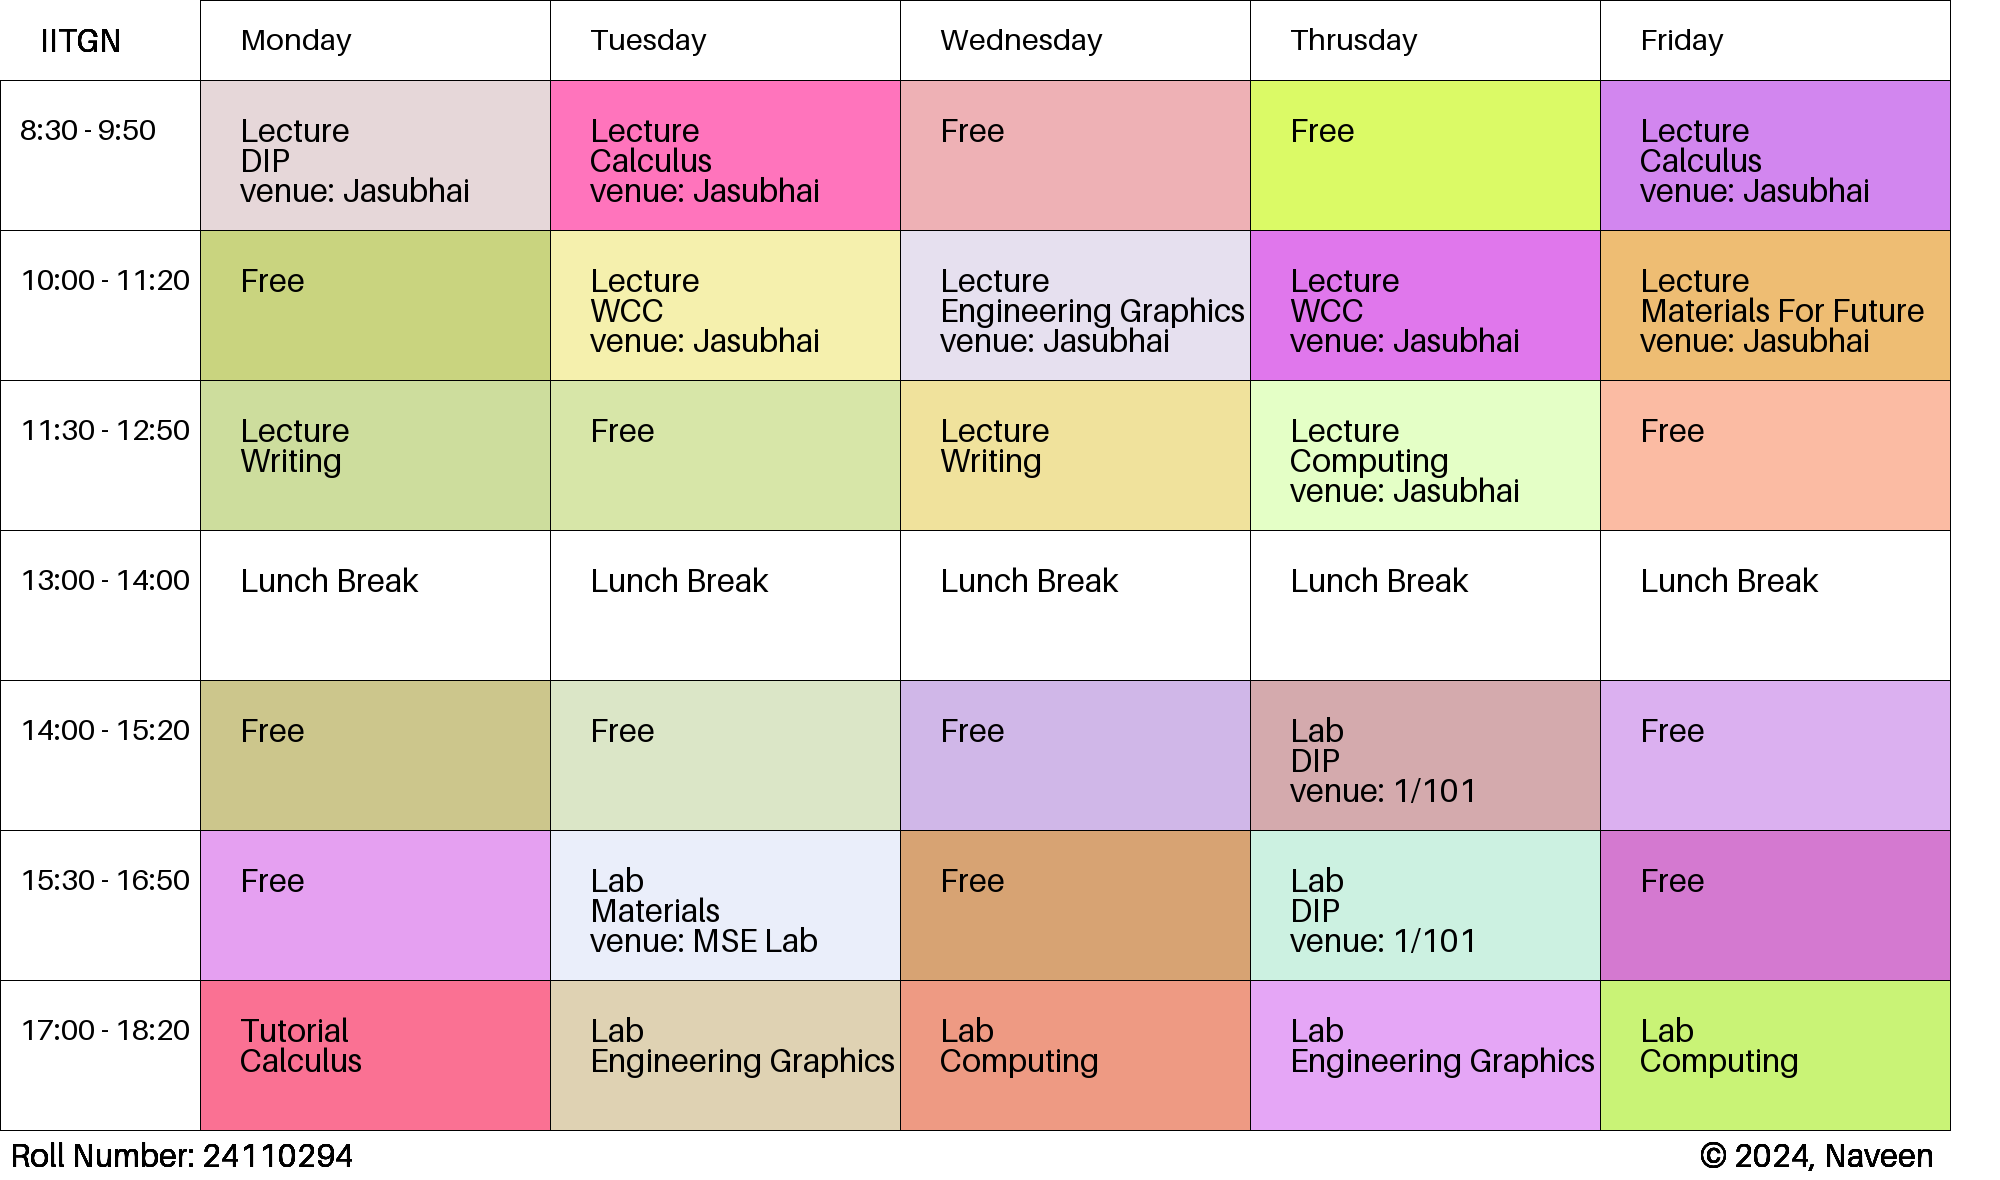 IITGN Monday Tuesday Wednesday Thrusday Friday
8:30 - 9:50
Lecture
DIP
venue: Jasubhai
Lecture
Calculus
venue: Jasubhai
Free
Free
Lecture
Calculus
venue: Jasubhai
10:00 - 11:20
Free
Lecture
WCC
venue: Jasubhai
Lecture
Engineering Graphics
venue: Jasubhai
Lecture
WCC
venue: Jasubhai
Lecture
Materials For Future
venue: Jasubhai
11:30 - 12:50
Lecture
Writing
Free
Lecture
Writing
Lecture
Computing
venue: Jasubhai
Free
13:00 - 14:00
Lunch Break
Lunch Break
Lunch Break
Lunch Break
Lunch Break
14:00 - 15:20
Free
Free
Free
Lab
DIP
venue: 1/101
Free
15:30 - 16:50
Free
Lab
Materials
venue: MSE Lab
Free
Lab
DIP
venue: 1/101
Free
17:00 - 18:20
Tutorial
Calculus
Lab
Engineering Graphics
Lab
Computing
Lab
Engineering Graphics
Lab
Computing
Roll Number: 24110294
© 2024, Naveen